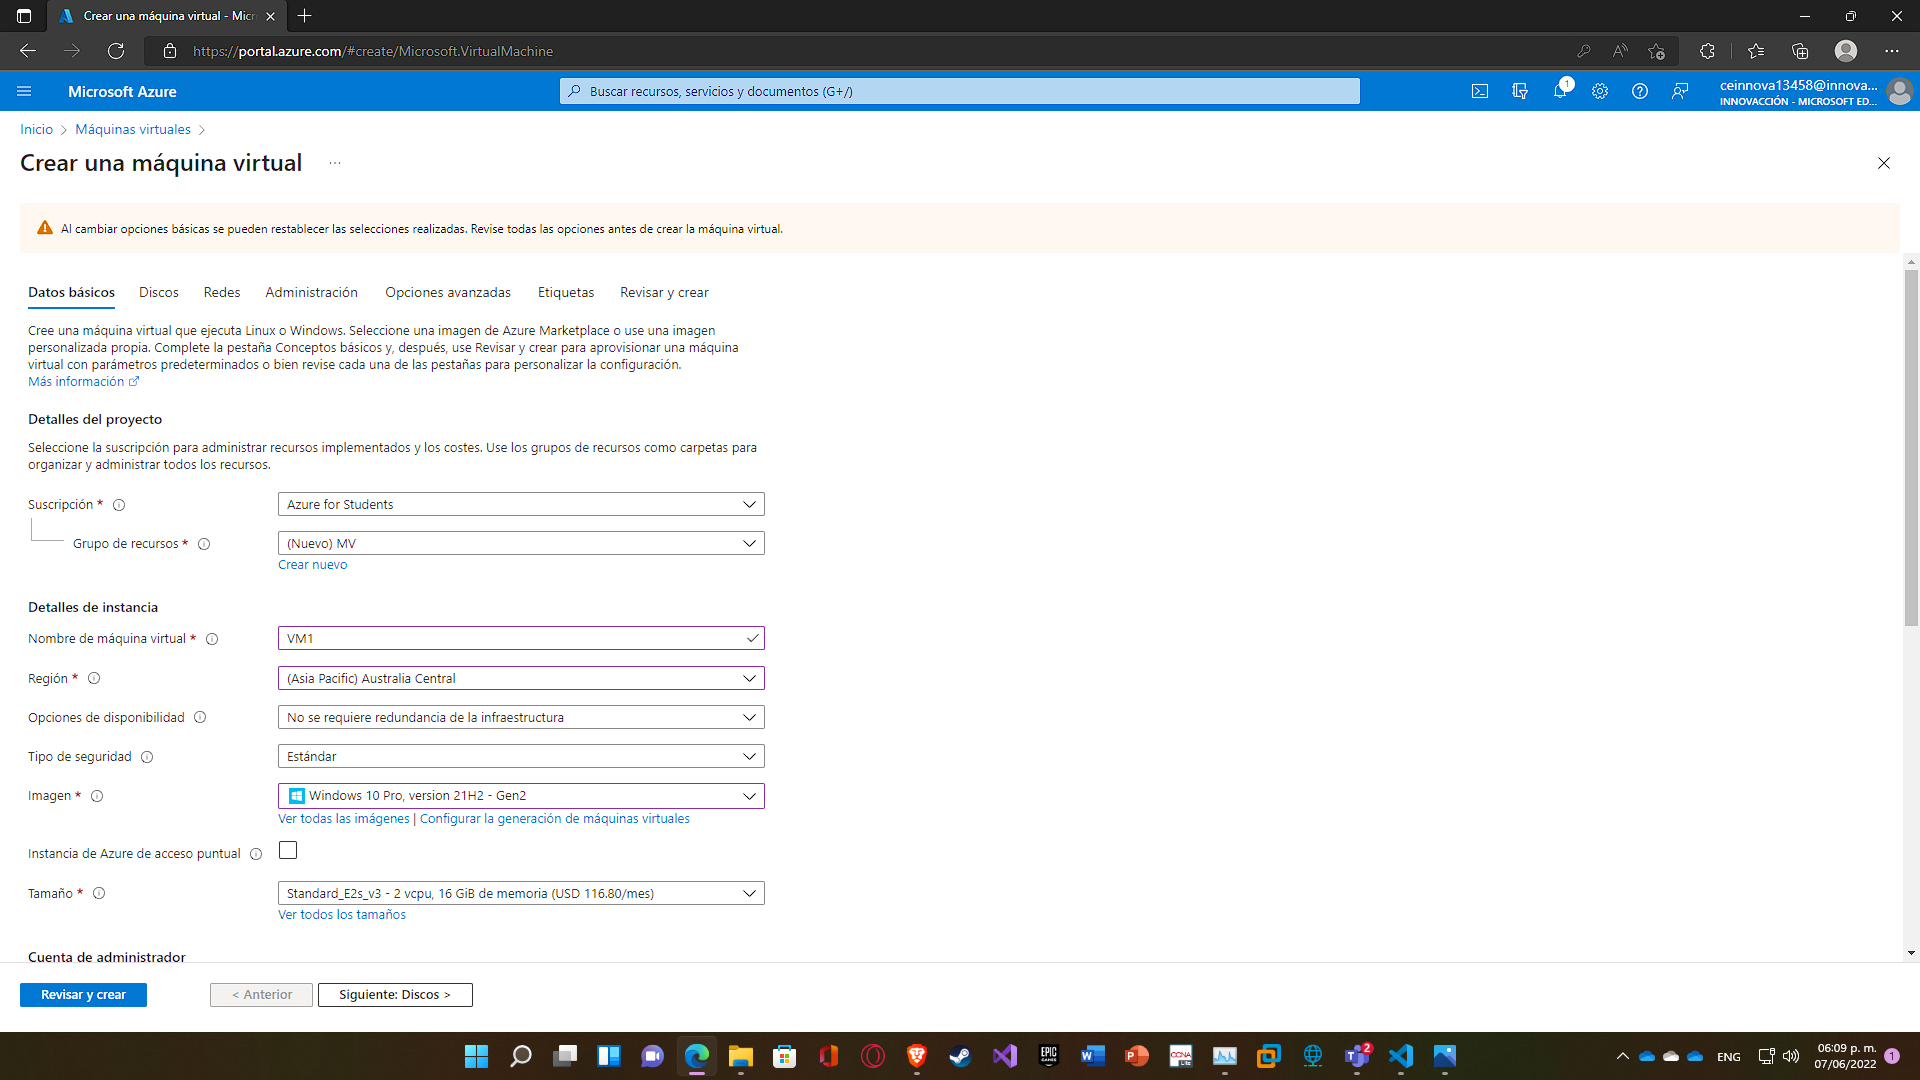 Crear una máquina virtual - Micr
https://portal.azure.com/#create/Microsoft.VirtualMachine
Microsoft Azure
Buscar recursos, servicios y documentos (G+/)
1
ceinnova13458@innova...
INNOVACCIÓN - MICROSOFT ED...
Inicio > Máquinas virtuales >
Crear una máquina virtual ...
Al cambiar opciones básicas se pueden restablecer las selecciones realizadas. Revise todas las opciones antes de crear la máquina virtual.
Datos básicos Discos Redes Administración Opciones avanzadas Etiquetas Revisar y crear
Cree una máquina virtual que ejecuta Linux o Windows. Seleccione una imagen de Azure Marketplace o use una imagen
personalizada propia. Complete la pestaña Conceptos básicos y, después, use Revisar y crear para aprovisionar una máquina
virtual con parámetros predeterminados o bien revise cada una de las pestañas para personalizar la configuración.
Más información
Detalles del proyecto
Seleccione la suscripción para administrar recursos implementados y los costes. Use los grupos de recursos como carpetas para
organizar y administrar todos los recursos.
Suscripción * Azure for Students
Grupo de recursos * (Nuevo) MV
Crear nuevo
Detalles de instancia
Nombre de máquina virtual * VM1
Región * (Asia Pacific) Australia Central
Opciones de disponibilidad No se requiere redundancia de la infraestructura
Tipo de seguridad Estándar
Imagen * Windows 10 Pro, version 21H2 - Gen2
Ver todas las imágenes | Configurar la generación de máquinas virtuales
Instancia de Azure de acceso puntual
Tamaño * Standard_E2s_v3 - 2 vcpu, 16 GiB de memoria (USD 116.80/mes)
Ver todos los tamaños
Cuenta de administrador
Revisar y crear < Anterior Siguiente: Discos >
EPIC GAMES
CCNA
2
ENG
06:09 p. m.
07/06/2022
1